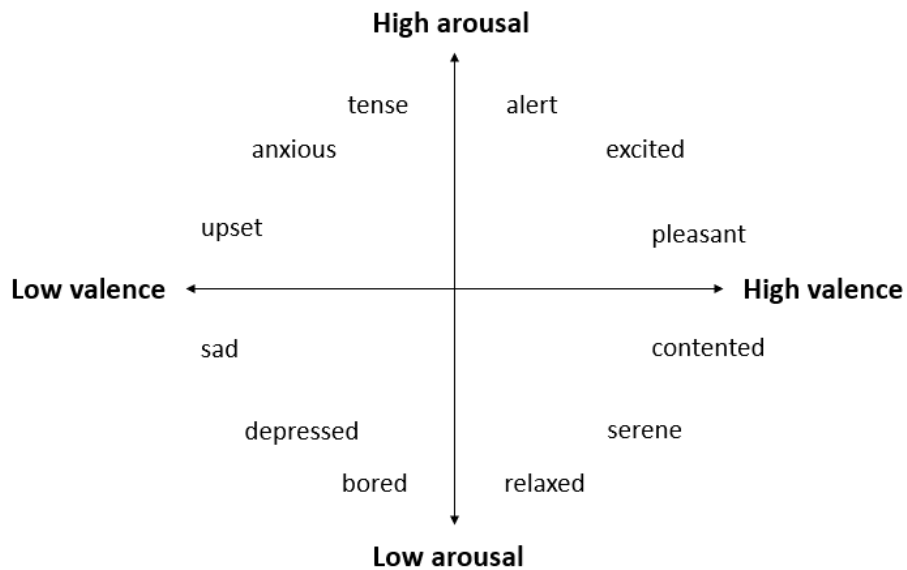 High arousal
tense
alert
anxious
excited
upset
pleasant
Low valence
High valence
sad
contented
depressed
serene
bored
relaxed
Low arousal